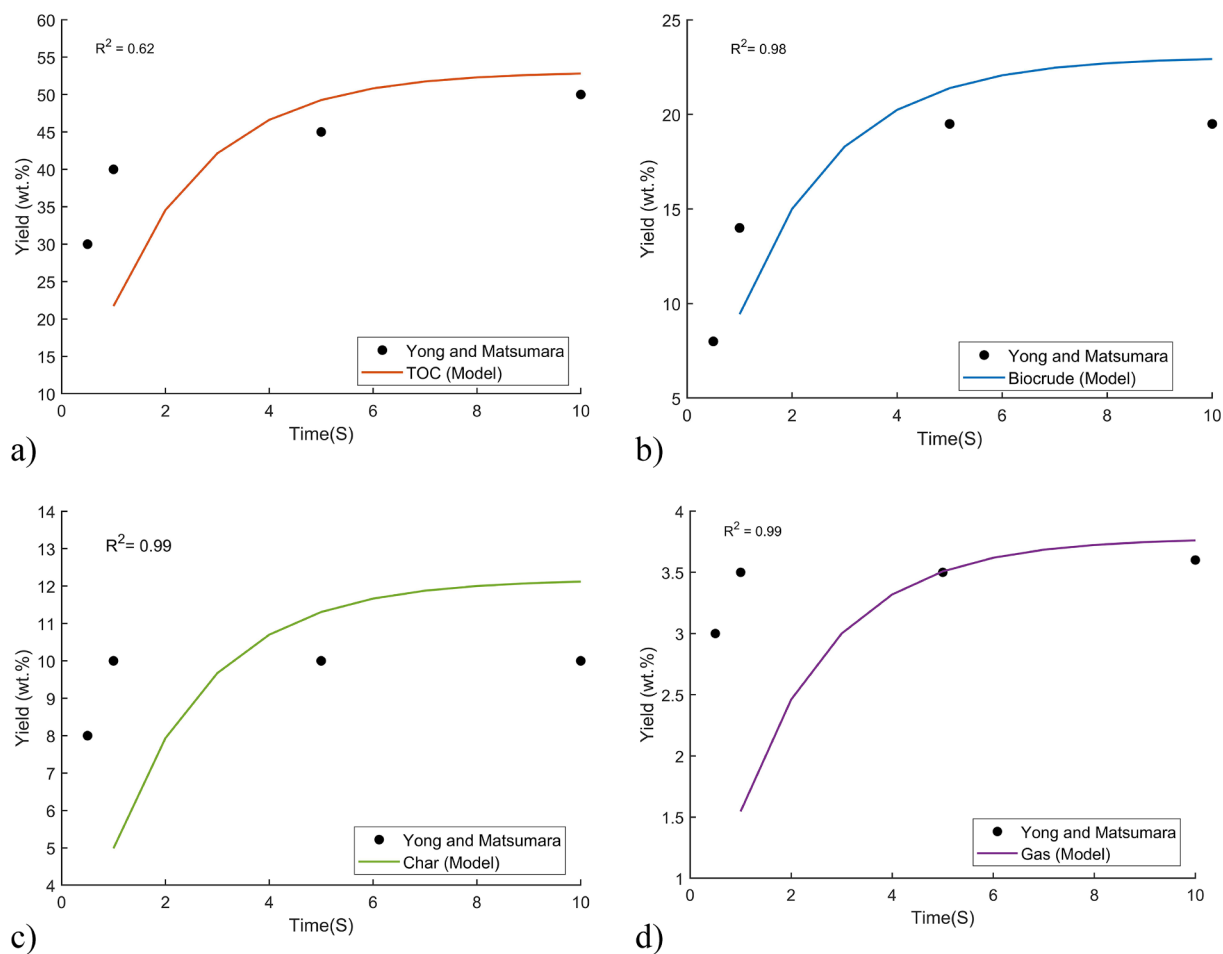 R² = 0.62
60
55
50
45
40
35
30
25
20
15
10
Yield (wt.%)
Yong and Matsumara
TOC (Model)
0 2 4 6 8 10
Time(S)
a)
R²= 0.98
25
20
15
10
5
Yield (wt.%)
Yong and Matsumara
Biocrude (Model)
0 2 4 6 8 10
Time(S)
b)
R²= 0.99
14
13
12
11
10
9
8
7
6
5
4
Yield (wt.%)
Yong and Matsumara
Char (Model)
0 2 4 6 8 10
Time(S)
c)
R² = 0.99
4
3.5
3
2.5
2
1.5
1
Yield (wt.%)
Yong and Matsumara
Gas (Model)
0 2 4 6 8 10
Time(S)
d)